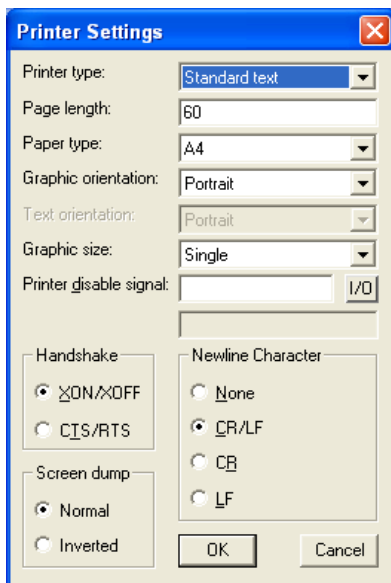 Printer Settings
Printer type: Standard text
Page length: 60
Paper type: A4
Graphic orientation: Portrait
Text orientation: Portrait
Graphic size: Single
Printer disable signal: I/O
Handshake
XON/XOFF
CTS/RTS
Newline Character
None
CR/LF
CR
LF
Screen dump
Normal
Inverted
OK Cancel